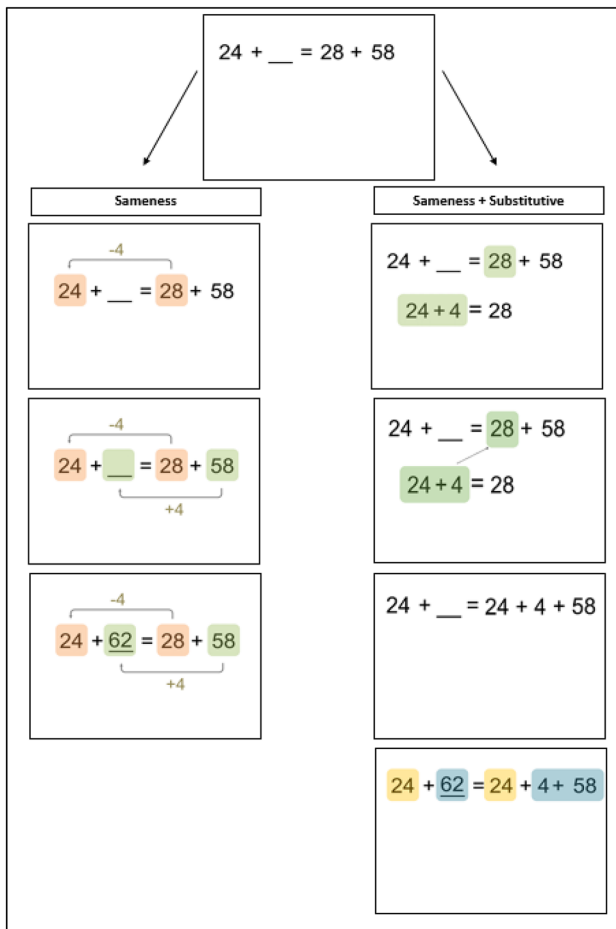 24 + __ = 28 + 58
Sameness
-4
24 + __ = 28 + 58
-4
24 + __ = 28 + 58
+4
-4
24 + 62 = 28 + 58
+4
Sameness + Substitutive
24 + __ = 28 + 58
24 + 4 = 28
24 + __ = 28 + 58
24 + 4 = 28
24 + __ = 24 + 4 + 58
24 + 62 = 24 + 4 + 58